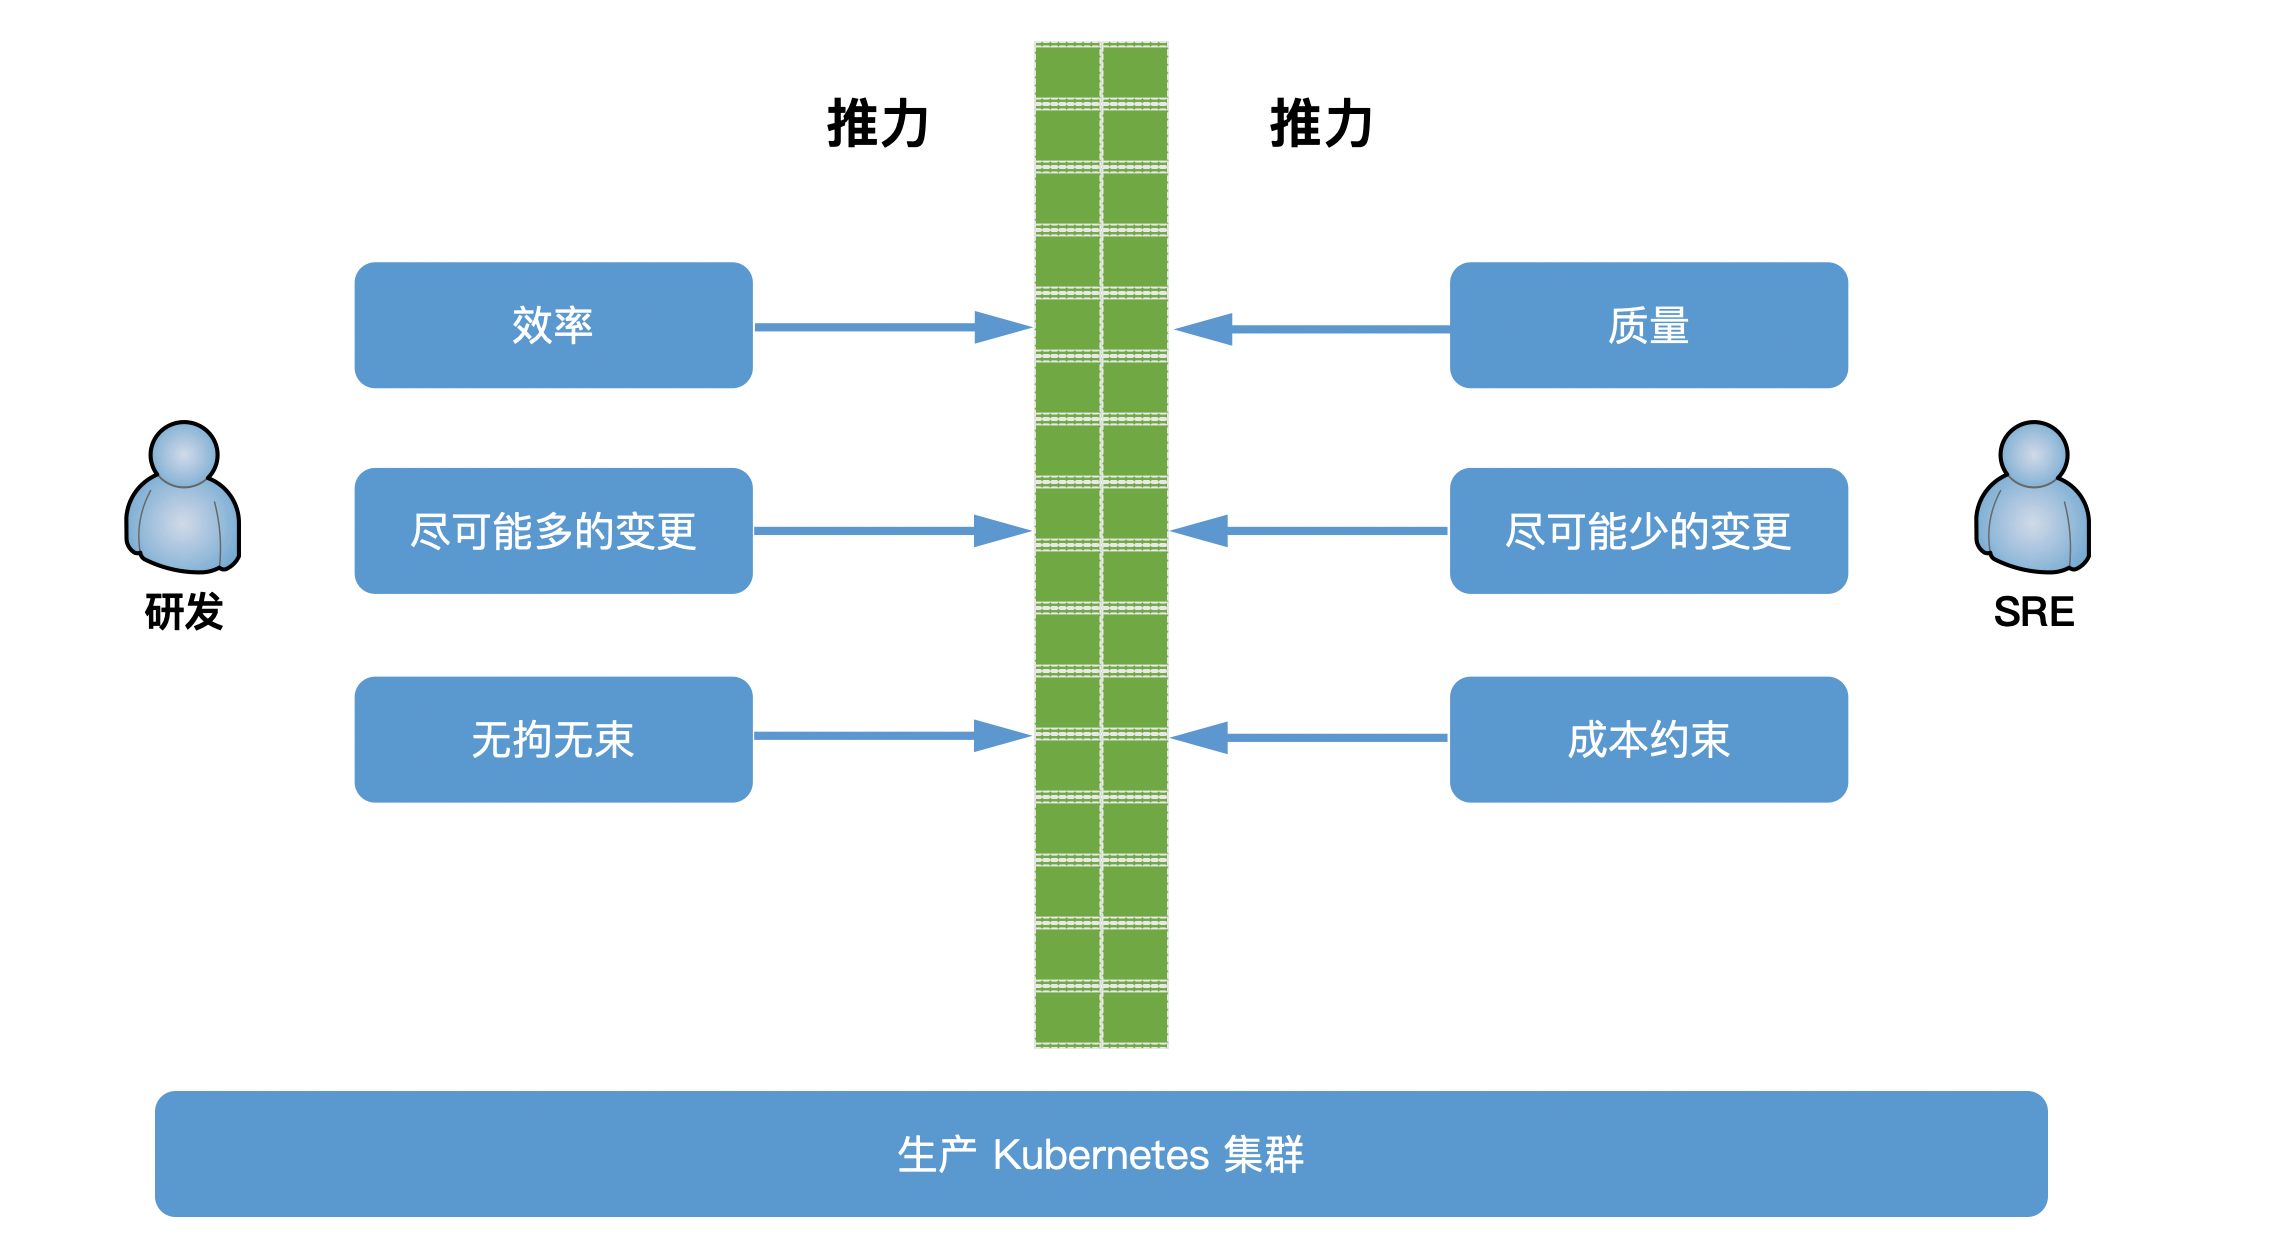 推力
推力
效率
质量
尽可能多的变更
尽可能少的变更
研发
SRE
无拘无束
成本约束
生产 Kubernetes 集群